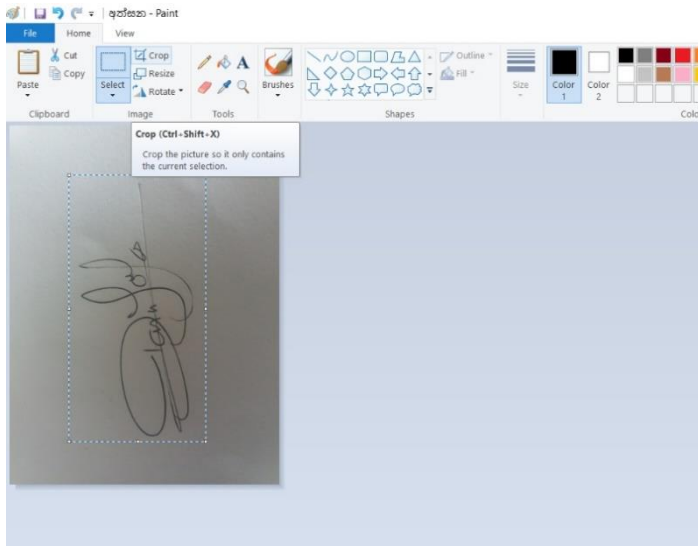 අත්සන - Paint
File Home View
Cut
Copy
Paste
Clipboard
Select
Crop
Resize
Rotate
Image
A
Tools
Brushes
Shapes
Outline
Fill
Size
Color 1
Color 2
Colo
Crop (Ctrl+Shift+X)
Crop the picture so it only contains
the current selection.